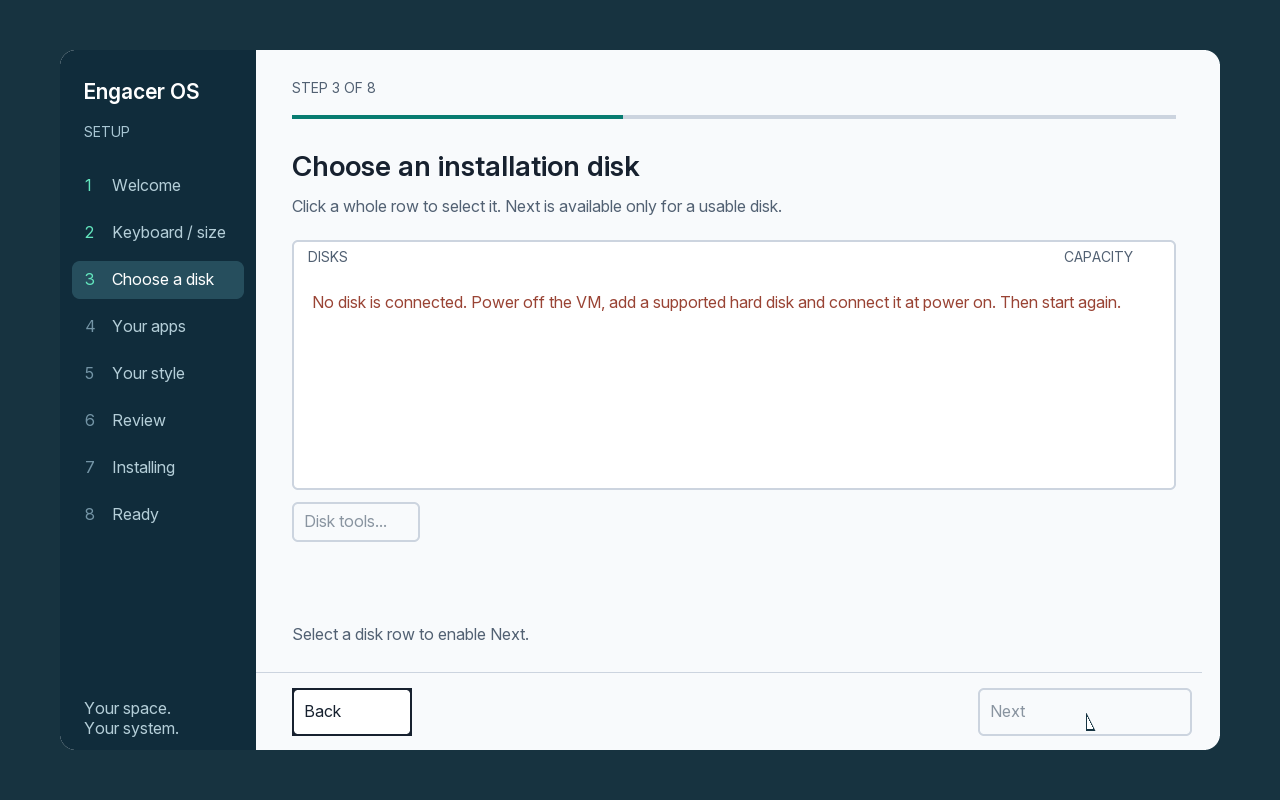 Engacer OS
SETUP
1 Welcome
2 Keyboard / size
3 Choose a disk
4 Your apps
5 Your style
6 Review
7 Installing
8 Ready
Your space.
Your system.
STEP 3 OF 8
Choose an installation disk
Click a whole row to select it. Next is available only for a usable disk.
DISKS CAPACITY
No disk is connected. Power off the VM, add a supported hard disk and connect it at power on. Then start again.
Disk tools...
Select a disk row to enable Next.
Back Next